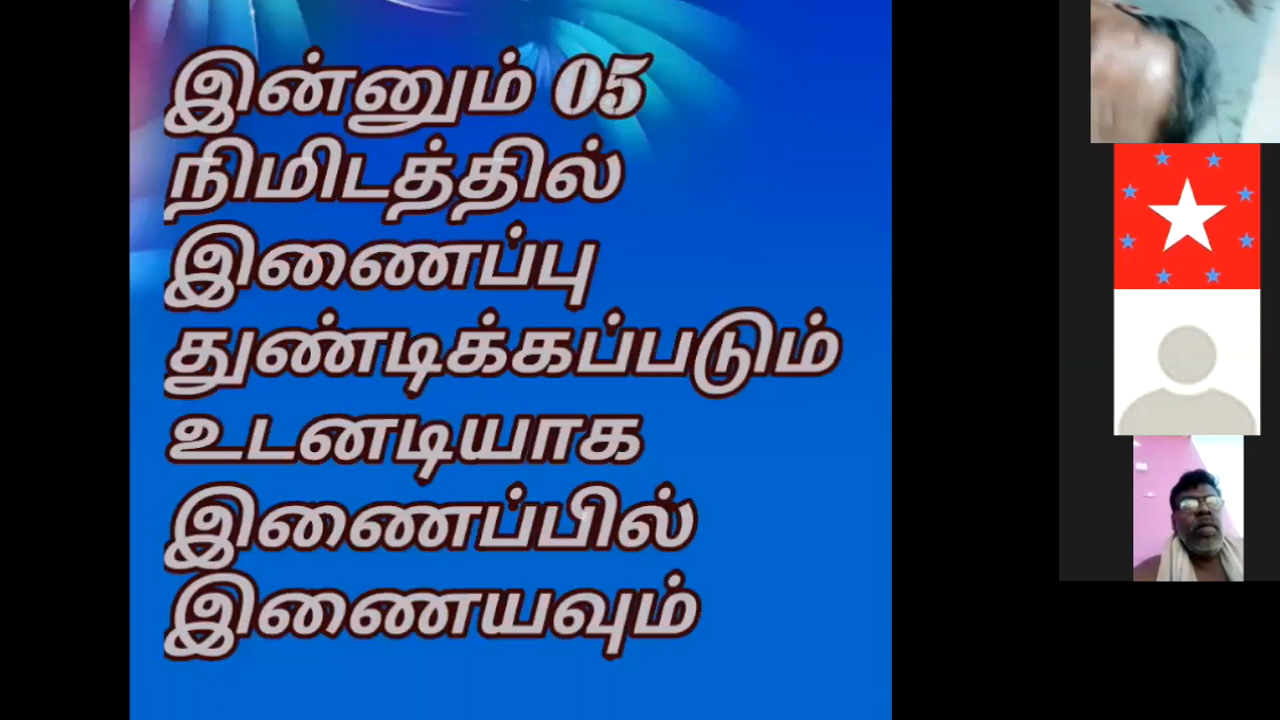 இன்னும் 05
நிமிடத்தில்
இணைப்பு
துண்டிக்கப்படும்
உடனடியாக
இணைப்பில்
இணையவும்